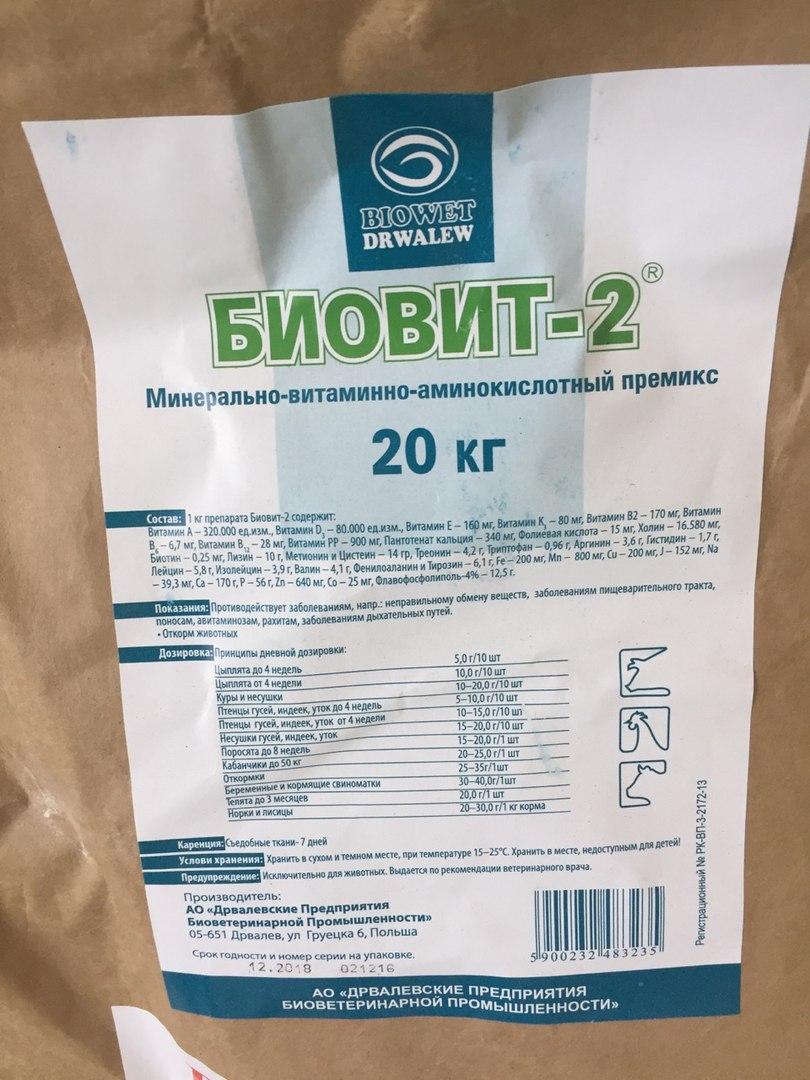 BIOWET
DRWALEW
БИОВИТ-2®
Минерально-витаминно-аминокислотный премикс
20 кг
Состав: 1 кг препарата Биовит-2 содержит:
Витамин А – 320.000 ед.изм., Витамин D₃ – 80.000 ед.изм., Витамин Е – 160 мг, Витамин К₃ – 80 мг, Витамин В2 – 170 мг, Витамин
В₆ – 6,7 мг, Витамин В₁₂ – 28 мг, Витамин РР – 900 мг, Пантотенат кальция – 340 мг, Фолиевая кислота – 15 мг, Холин – 16.580 мг,
Биотин – 0,25 мг, Лизин – 10 г, Метионин и Цистеин – 14 гр, Треонин – 4,2 г, Триптофан – 0,96 г, Аргинин – 3,6 г, Гистидин – 1,7 г,
Лейцин – 5,8 г, Изолейцин – 3,9 г, Валин – 4,1 г, Фенилоаланин и Тирозин – 6,1 г, Fe – 200 мг, Mn – 800 мг, Cu – 200 мг, J – 152 мг, Na
– 39,3 мг, Ca – 170 г, P – 56 г, Zn – 640 мг, Co – 25 мг, Флавофосфолиполь-4% – 12,5 г.
Показания: Противодействует заболеваниям, напр.: неправильному обмену веществ, заболеваниям пищеварительного тракта,
поносам, авитаминозам, рахитам, заболеваниям дыхательных путей.
• Откорм животных
Дозировка: Принципы дневной дозировки:
Цыплята до 4 недель 5,0 г/10 шт
Цыплята от 4 недели 10,0 г/10 шт
Куры и несушки 10–20,0 г/10 шт
Птенцы гусей, индеек, уток до 4 недель 5–10,0 г/10 шт
Птенцы гусей, индеек, уток от 4 недели 10–15,0 г/10 шт
Несушки гусей, индеек, уток 15–20,0 г/10 шт
Поросята до 8 недель 15–20,0 г/1 шт
Кабанчики до 50 кг 20–25,0 г/1 шт
Откормки 25–35г/1шт
Беременные и кормящие свиноматки 30–40,0г/1шт
Телята до 3 месяцев 20,0 г/1 шт
Норки и лисицы 20–30,0 г/1 кг корма
Каренция: Съедобные ткани- 7 дней
Услови хранения: Хранить в сухом и темном месте, при температуре 15–25°С. Хранить в месте, недоступным для детей!
Предупреждение: Исключительно для животных. Выдается по рекомендации ветеринарного врача.
Производитель:
АО «Дрвалевские Предприятия
Биоветеринарной Промышленности»
05-651 Дрвалев, ул Груецка 6, Польша
Срок годности и номер серии на упаковке.
12.2018 021216
5 900232 483235
Регистрационный № РК-ВП-3-2172-13
АО «ДРВАЛЕВСКИЕ ПРЕДПРИЯТИЯ
БИОВЕТЕРИНАРНОЙ ПРОМЫШЛЕННОСТИ»